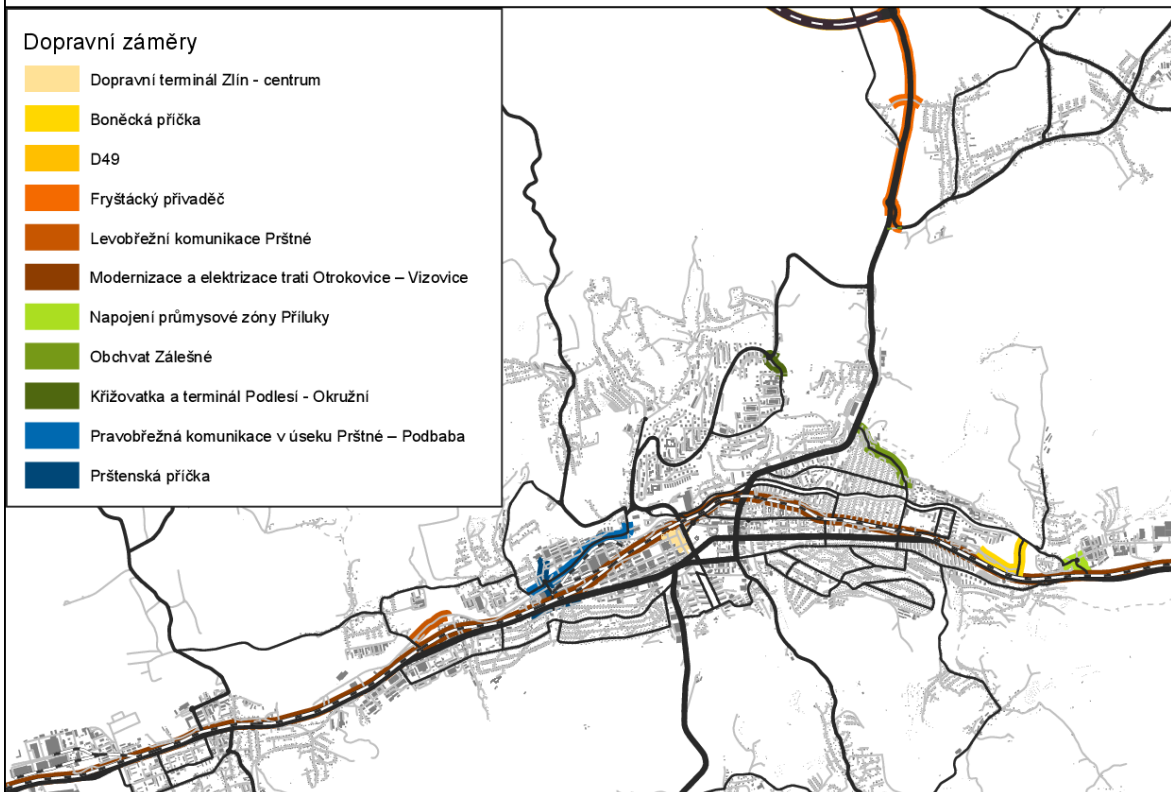 Dopravní záměry
Dopravní terminál Zlín - centrum
Boněcká příčka
D49
Fryštácký přivaděč
Levobřežní komunikace Prštné
Modernizace a elektrizace trati Otrokovice – Vizovice
Napojení průmysové zóny Příluky
Obchvat Zálešné
Křižovatka a terminál Podlesí - Okružní
Pravobřežná komunikace v úseku Prštné – Podbaba
Prštenská příčka